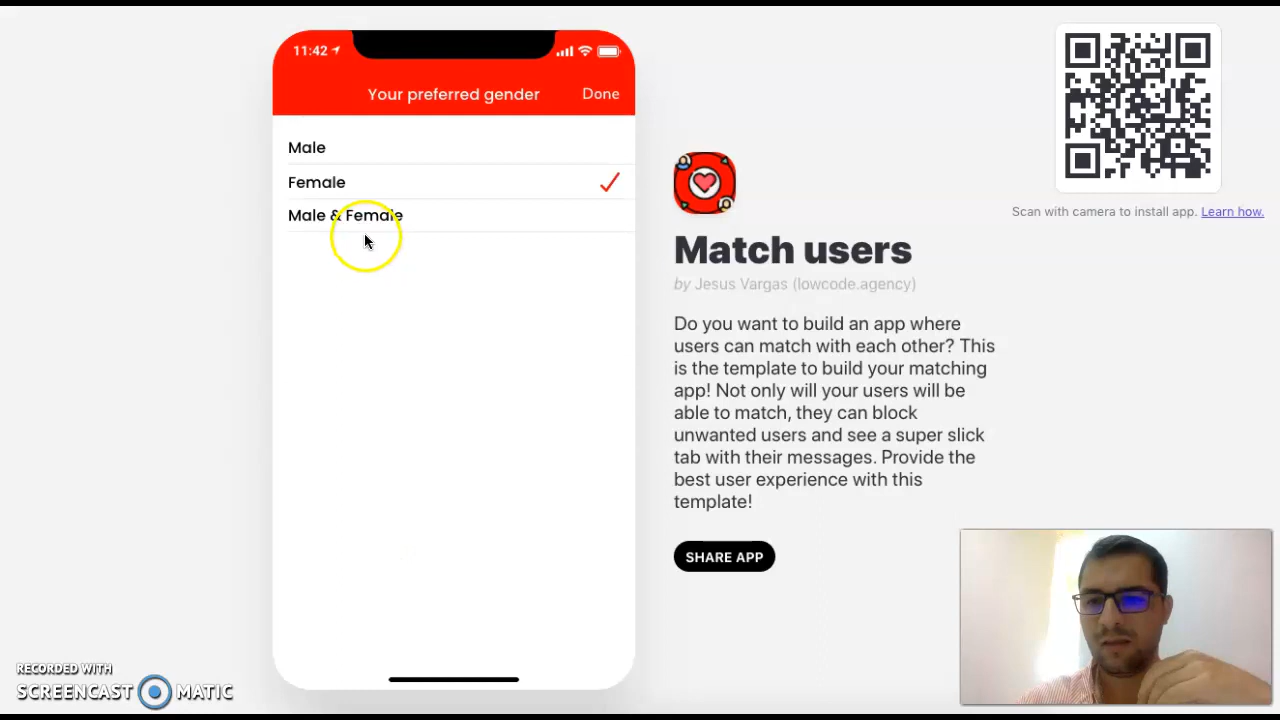 11:42
Your preferred gender
Done
Male
Female
Male & Female
Scan with camera to install app. Learn how.
Match users
by Jesus Vargas (lowcode.agency)
Do you want to build an app where
users can match with each other? This
is the template to build your matching
app! Not only will your users will be
able to match, they can block
unwanted users and see a super slick
tab with their messages. Provide the
best user experience with this
template!
SHARE APP
RECORDED WITH
SCREENCAST MATIC